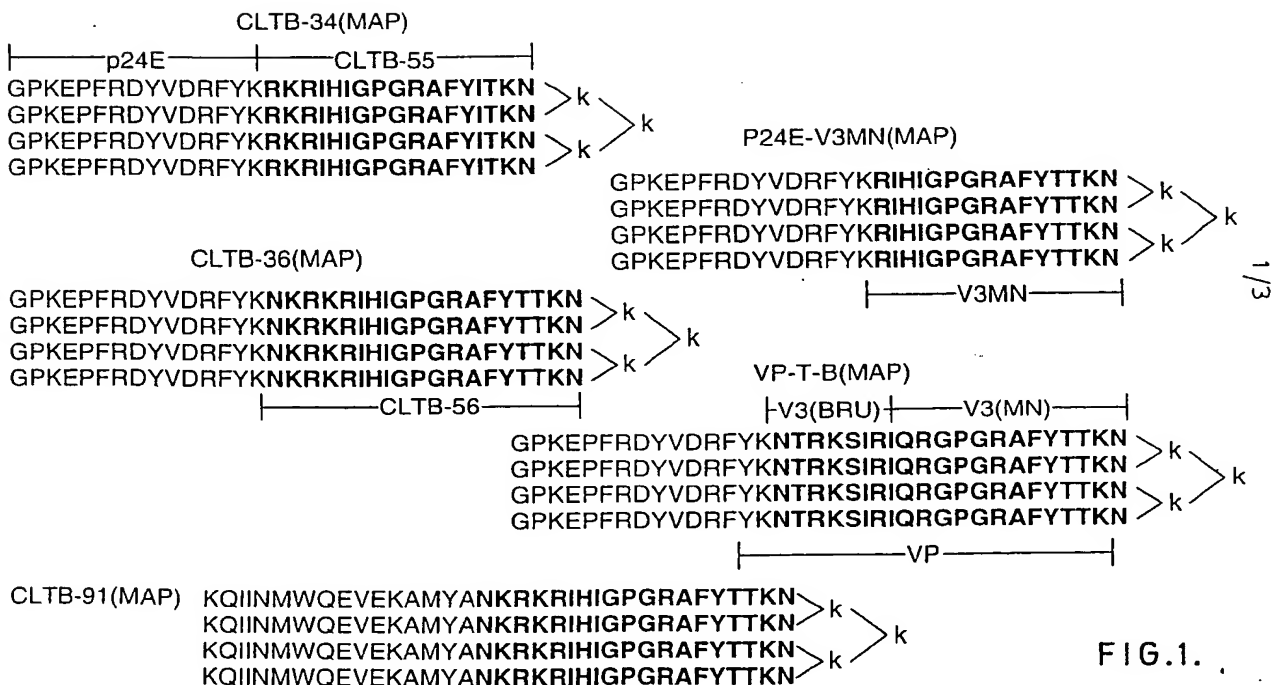 CLTB-34(MAP)
p24E CLTB-55
GPKEPFRDYVDRFYKRKRIHIGPGRAFYITKN
GPKEPFRDYVDRFYKRKRIHIGPGRAFYITKN
GPKEPFRDYVDRFYKRKRIHIGPGRAFYITKN
GPKEPFRDYVDRFYKRKRIHIGPGRAFYITKN
k
k
k
P24E-V3MN(MAP)
GPKEPFRDYVDRFYKRIHIGPGRAFYTTKN
GPKEPFRDYVDRFYKRIHIGPGRAFYTTKN
GPKEPFRDYVDRFYKRIHIGPGRAFYTTKN
GPKEPFRDYVDRFYKRIHIGPGRAFYTTKN
k
k
k
V3MN
1/3
CLTB-36(MAP)
GPKEPFRDYVDRFYKNKRKRIHIGPGRAFYTTKN
GPKEPFRDYVDRFYKNKRKRIHIGPGRAFYTTKN
GPKEPFRDYVDRFYKNKRKRIHIGPGRAFYTTKN
GPKEPFRDYVDRFYKNKRKRIHIGPGRAFYTTKN
k
k
k
CLTB-56
VP-T-B(MAP)
V3(BRU) V3(MN)
GPKEPFRDYVDRFYKNTRKSIRIQRGPGRAFYTTKN
GPKEPFRDYVDRFYKNTRKSIRIQRGPGRAFYTTKN
GPKEPFRDYVDRFYKNTRKSIRIQRGPGRAFYTTKN
GPKEPFRDYVDRFYKNTRKSIRIQRGPGRAFYTTKN
k
k
k
VP
CLTB-91(MAP) KQIINMWQEVEKAMYANKRKRIHIGPGRAFYTTKN
KQIINMWQEVEKAMYANKRKRIHIGPGRAFYTTKN
KQIINMWQEVEKAMYANKRKRIHIGPGRAFYTTKN
KQIINMWQEVEKAMYANKRKRIHIGPGRAFYTTKN
k
k
k
FIG.1.